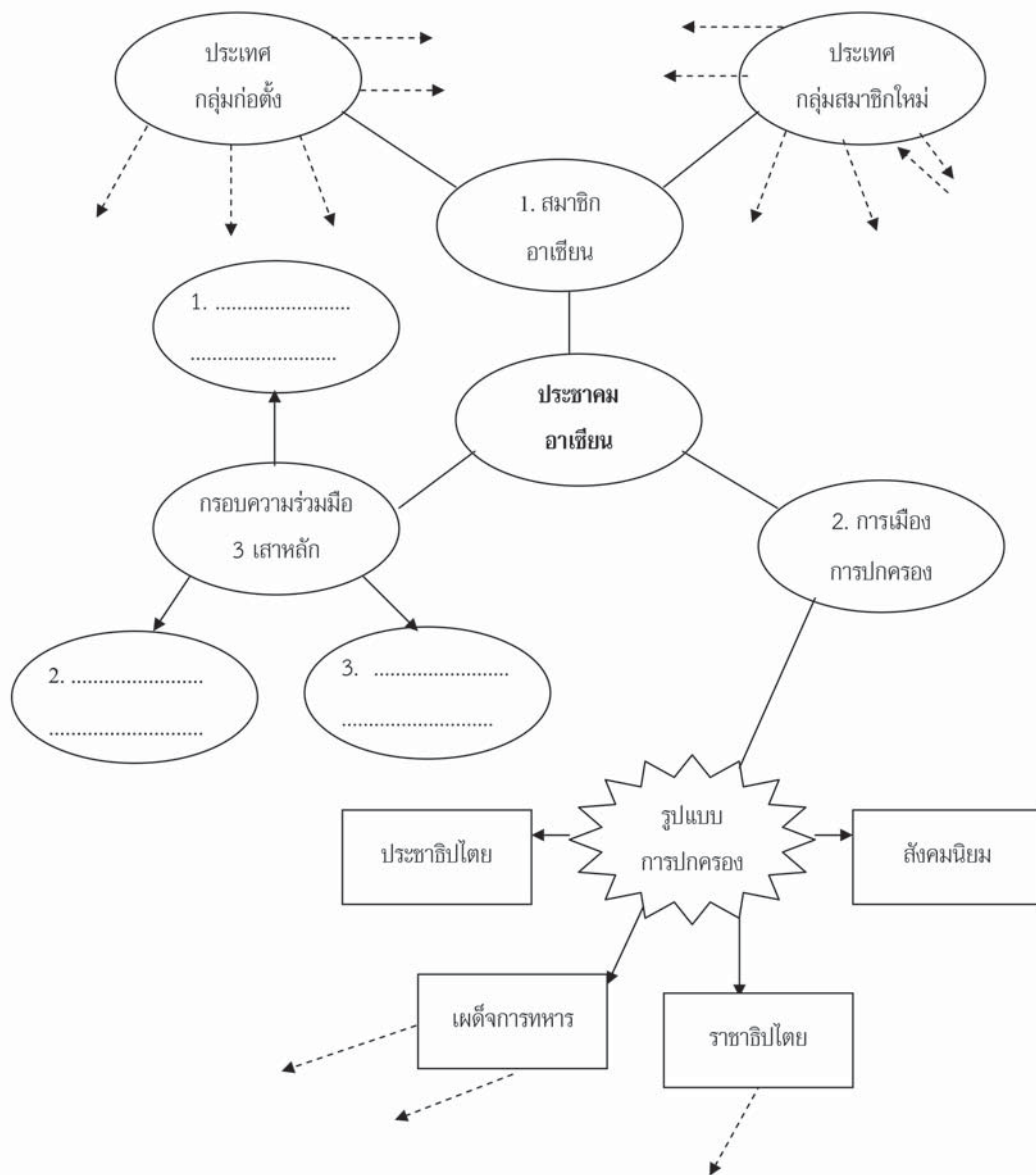 ประเทศ
กลุ่มก่อตั้ง
ประเทศ
กลุ่มสมาชิกใหม่
1. สมาชิก
อาเซียน
1. ..........................
............................
ประชาคม
อาเซียน
กรอบความร่วมมือ
3 เสาหลัก
2. การเมือง
การปกครอง
2. .........................
..............................
3. ..........................
.............................
รูปแบบ
การปกครอง
ประชาธิปไตย
สังคมนิยม
เผด็จการทหาร
ราชาธิปไตย